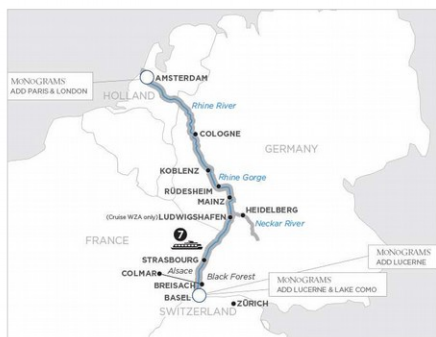 AMSTERDAM
MONOGRAMS'
ADD PARIS & LONDON
HOLLAND
Rhine River
COLOGNE
GERMANY
KOBLENZ
Rhine Gorge
RÜDESHEIM
MAINZ
HEIDELBERG
(Cruise WZA only) LUDWIGSHAFEN
Neckar River
7
FRANCE
MONOGRAMS'
ADD LUCERNE
STRASBOURG
Alsace
COLMAR
Black Forest
BREISACH
MONOGRAMS'
ADD LUCERNE & LAKE COMO
BASEL
ZÜRICH
SWITZERLAND